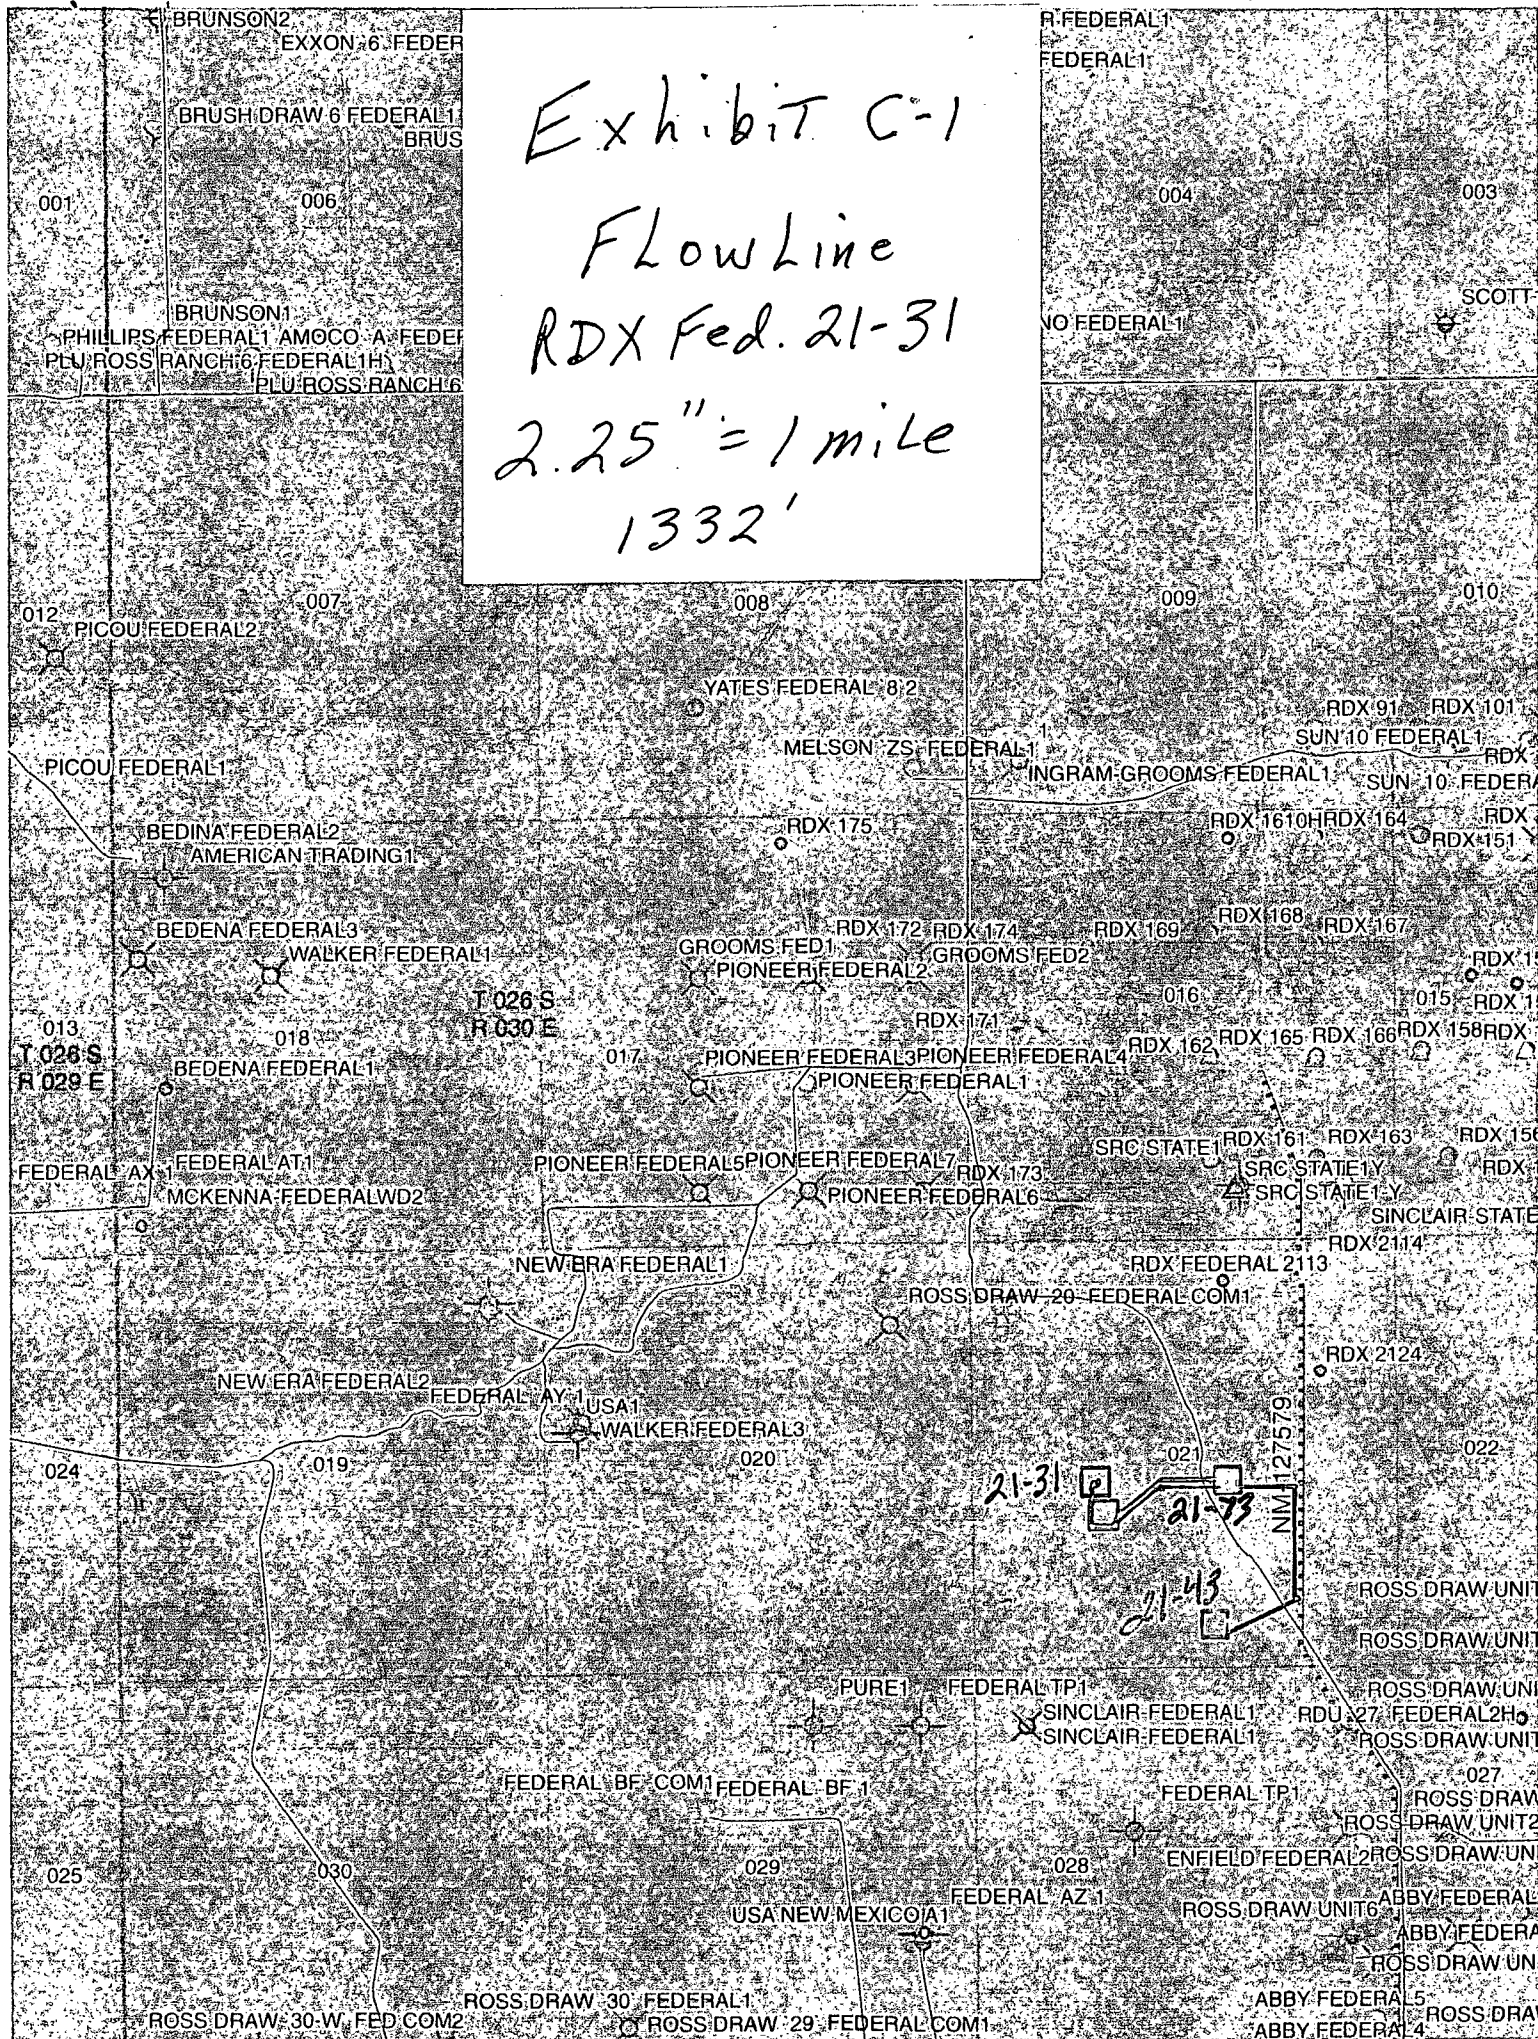 BRUNSON2
EXXON 6 FEDER
R FEDERAL1
FEDERAL1
Exhibit C-1
BRUSH DRAW 6 FEDERAL1
BRUS
001
006
004
003
FLowLine
BRUNSON1
SCOTT
PHILLIPS FEDERAL1 AMOCO A FEDER
NO FEDERAL1
PLU ROSS RANCH 6 FEDERAL1H
PLU ROSS RANCH 6
RDX Fed. 21-31
2.25" = 1 miLe
1332'
012
007
008
009
010
PICOU FEDERAL2
YATES FEDERAL 8 2
RDX 91
RDX 101
SUN 10 FEDERAL1
MELSON ZS FEDERAL1
RDX
PICOU FEDERAL1
INGRAM-GROOMS FEDERAL1
SUN 10 FEDERA
RDX 175
RDX 1610H
RDX 164
RDX
BEDINA FEDERAL2
RDX 151
AMERICAN TRADING1
BEDENA FEDERAL3
WALKER FEDERAL1
GROOMS FED1
RDX 172
RDX 174
RDX 169
RDX 168
RDX 167
GROOMS FED2
PIONEER FEDERAL2
RDX 15
T 026 S
R 030 E
016
015
RDX 1
013
018
RDX 171
T 026 S
R 029 E
017
PIONEER FEDERAL3
PIONEER FEDERAL4
RDX 162
RDX 165
RDX 166
RDX 158
RDX
BEDENA FEDERAL1
PIONEER FEDERAL1
SRC STATE1
RDX 161
RDX 163
RDX 156
FEDERAL AX 1
FEDERAL AT1
PIONEER FEDERAL5
PIONEER FEDERAL7
RDX 173
SRC STATE1Y
RDX
MCKENNA-FEDERALWD2
PIONEER FEDERAL6
SRC STATE1-Y
SINCLAIR STATE
RDX 2114
NEW ERA FEDERAL1
RDX FEDERAL 2113
ROSS DRAW 20 FEDERAL COM1
RDX 2124
NEW ERA FEDERAL2
FEDERAL AY 1
USA1
WALKER FEDERAL3
NM 127579
024
019
020
021
022
21-31
21-73
21-43
ROSS DRAW UNIT
ROSS DRAW UNIT
PURE1
FEDERAL TP1
ROSS DRAW UNI
SINCLAIR-FEDERAL1
RDU 27 FEDERAL2H
SINCLAIR-FEDERAL1
ROSS DRAW UNIT
FEDERAL BF COM1
FEDERAL BF 1
027
FEDERAL TP1
ROSS DRAW
ROSS DRAW UNIT2
025
030
029
028
ENFIELD FEDERAL2
ROSS DRAW UNI
FEDERAL AZ 1
ABBY FEDERAL
USA NEW MEXICO A1
ROSS DRAW UNIT6
ABBY FEDERA
ROSS DRAW UN
ROSS DRAW 30 FEDERAL1
ABBY FEDERAL5
ROSS DRAW 30-W FED COM2
ROSS DRAW 29 FEDERAL COM1
ROSS DRA
ABBY FEDERAL4